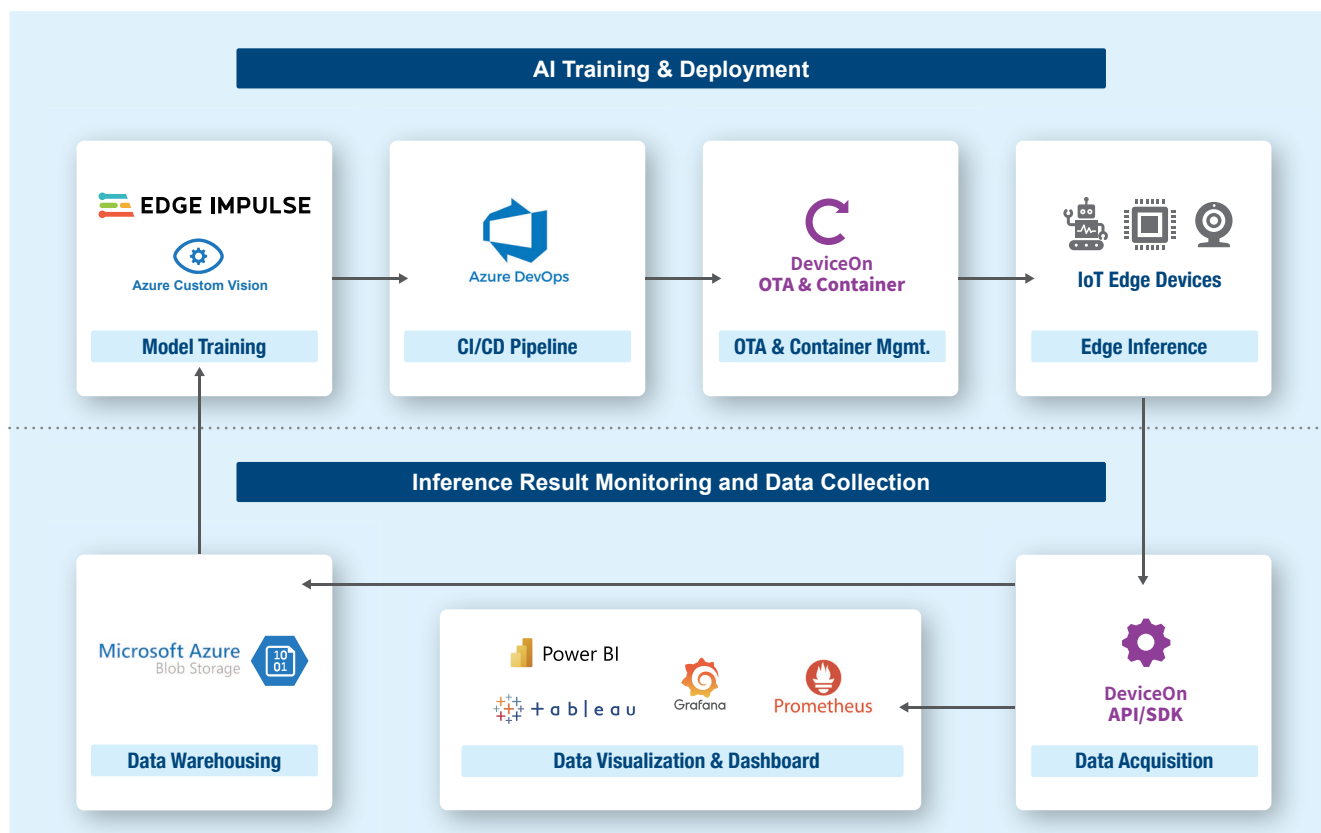 AI Training & Deployment
EDGE IMPULSE
Azure Custom Vision
Model Training
Azure DevOps
CI/CD Pipeline
DeviceOn
OTA & Container
OTA & Container Mgmt.
IoT Edge Devices
Edge Inference
Inference Result Monitoring and Data Collection
Microsoft Azure
Blob Storage
10
01
Data Warehousing
Power BI
+ableau
Grafana
Prometheus
Data Visualization & Dashboard
DeviceOn
API/SDK
Data Acquisition